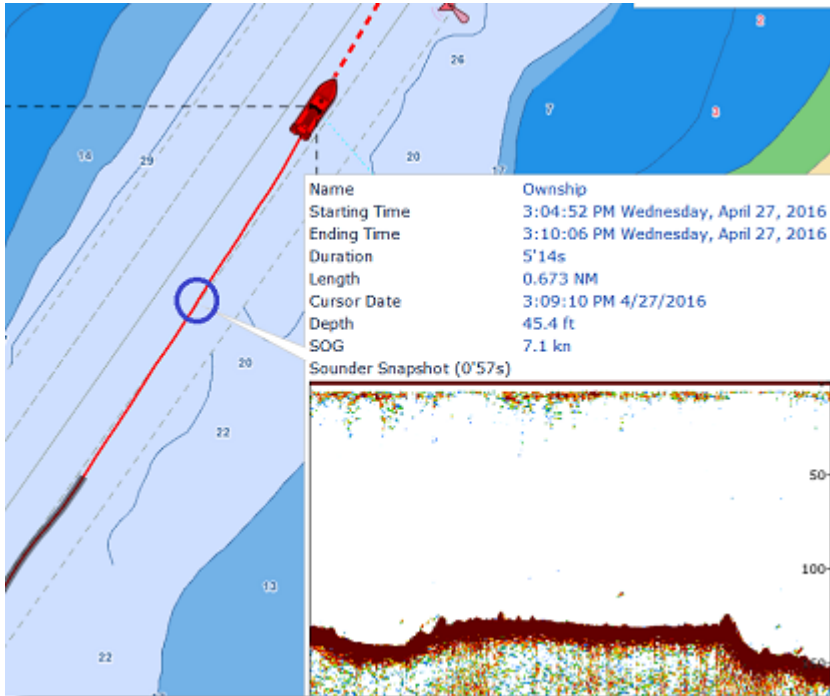 2
26
7
3
14
29
20
17
Name Ownship
Starting Time 3:04:52 PM Wednesday, April 27, 2016
Ending Time 3:10:06 PM Wednesday, April 27, 2016
Duration 5'14s
Length 0.673 NM
Cursor Date 3:09:10 PM 4/27/2016
Depth 45.4 ft
SOG 7.1 kn
Sounder Snapshot (0'57s)
20
22
50-
100-
13
22